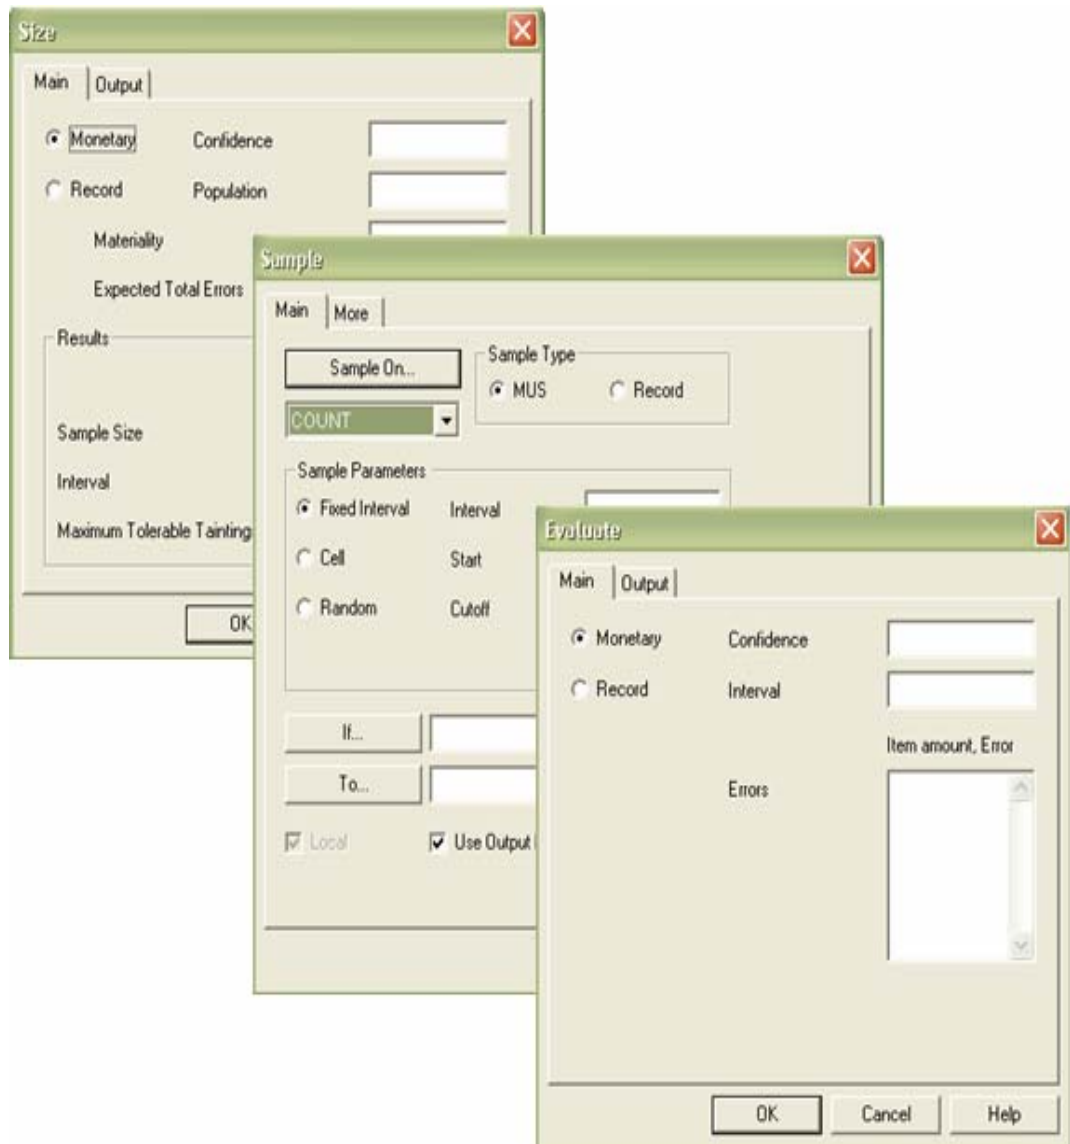 Size
Main Output
Monetary Confidence
Record Population
Materiality
Expected Total Errors
Results
Sample Size
Interval
Maximum Tolerable Tainting
OK
Sample
Main More
Sample On...
Sample Type
MUS Record
COUNT
Sample Parameters
Fixed Interval Interval
Cell Start
Random Cutoff
If...
To...
Local Use Output
Evaluate
Main Output
Monetary Confidence
Record Interval
Item amount, Error
Errors
OK Cancel Help